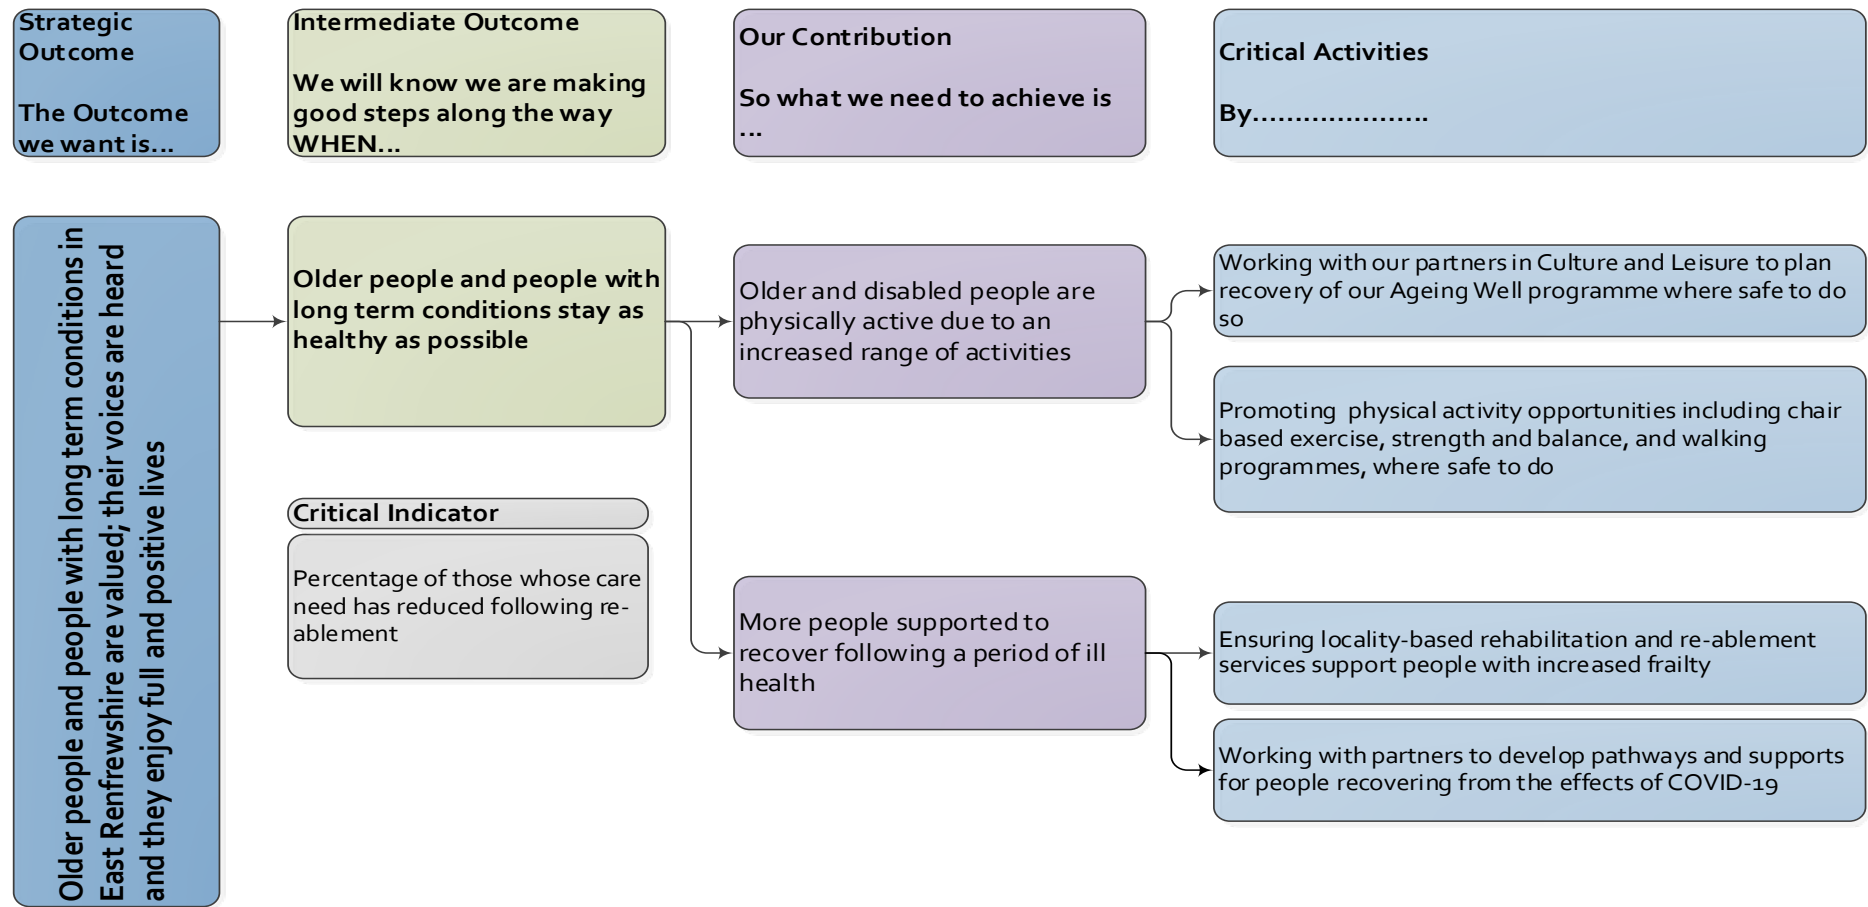 Strategic
Outcome
The Outcome
we want is...
Intermediate Outcome
We will know we are making
good steps along the way
WHEN...
Our Contribution
So what we need to achieve is
...
Critical Activities
By.....................
Older people and people with long term conditions in
East Renfrewshire are valued; their voices are heard
and they enjoy full and positive lives
Older people and people with
long term conditions stay as
healthy as possible
Critical Indicator
Percentage of those whose care
need has reduced following re-
ablement
Older and disabled people are
physically active due to an
increased range of activities
More people supported to
recover following a period of ill
health
Working with our partners in Culture and Leisure to plan
recovery of our Ageing Well programme where safe to do
so
Promoting  physical activity opportunities including chair
based exercise, strength and balance, and walking
programmes, where safe to do
Ensuring locality-based rehabilitation and re-ablement
services support people with increased frailty
Working with partners to develop pathways and supports
for people recovering from the effects of COVID-19